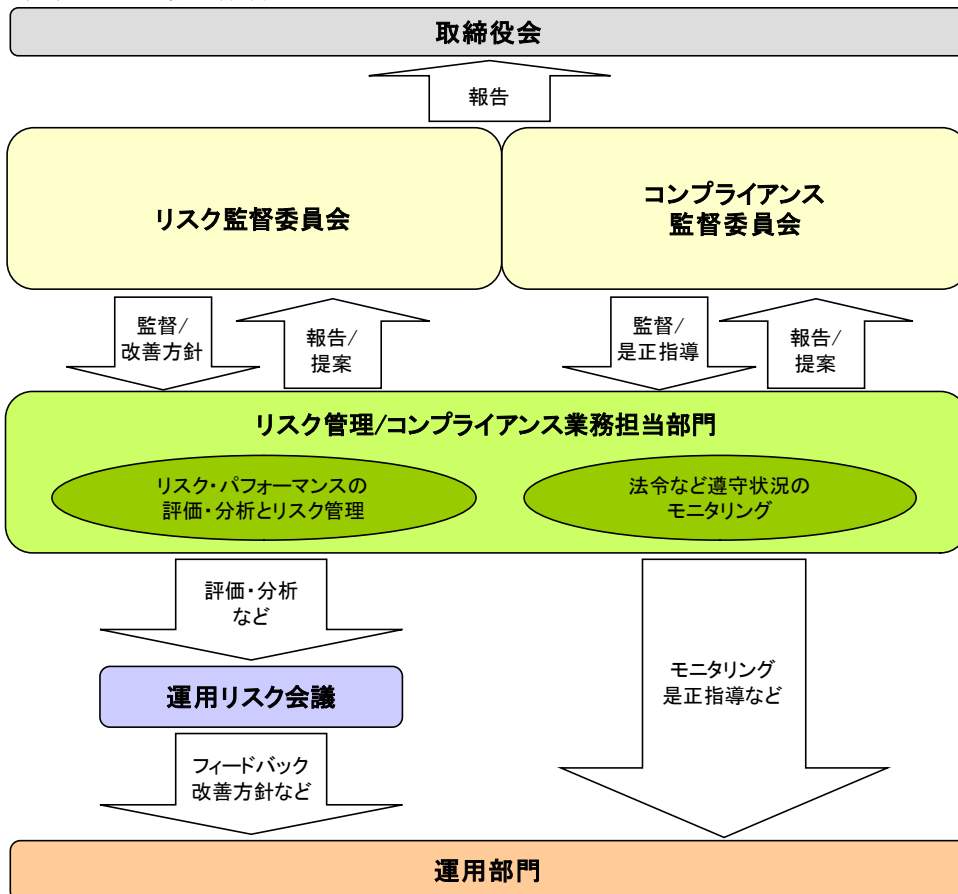 取締役会
報告
リスク監督委員会
コンプライアンス
監督委員会
監督/
改善方針
報告/
提案
監督/
是正指導
報告/
提案
リスク管理/コンプライアンス業務担当部門
リスク・パフォーマンスの
評価・分析とリスク管理
法令など遵守状況の
モニタリング
評価・分析
など
運用リスク会議
モニタリング
是正指導など
フィードバック
改善方針など
運用部門